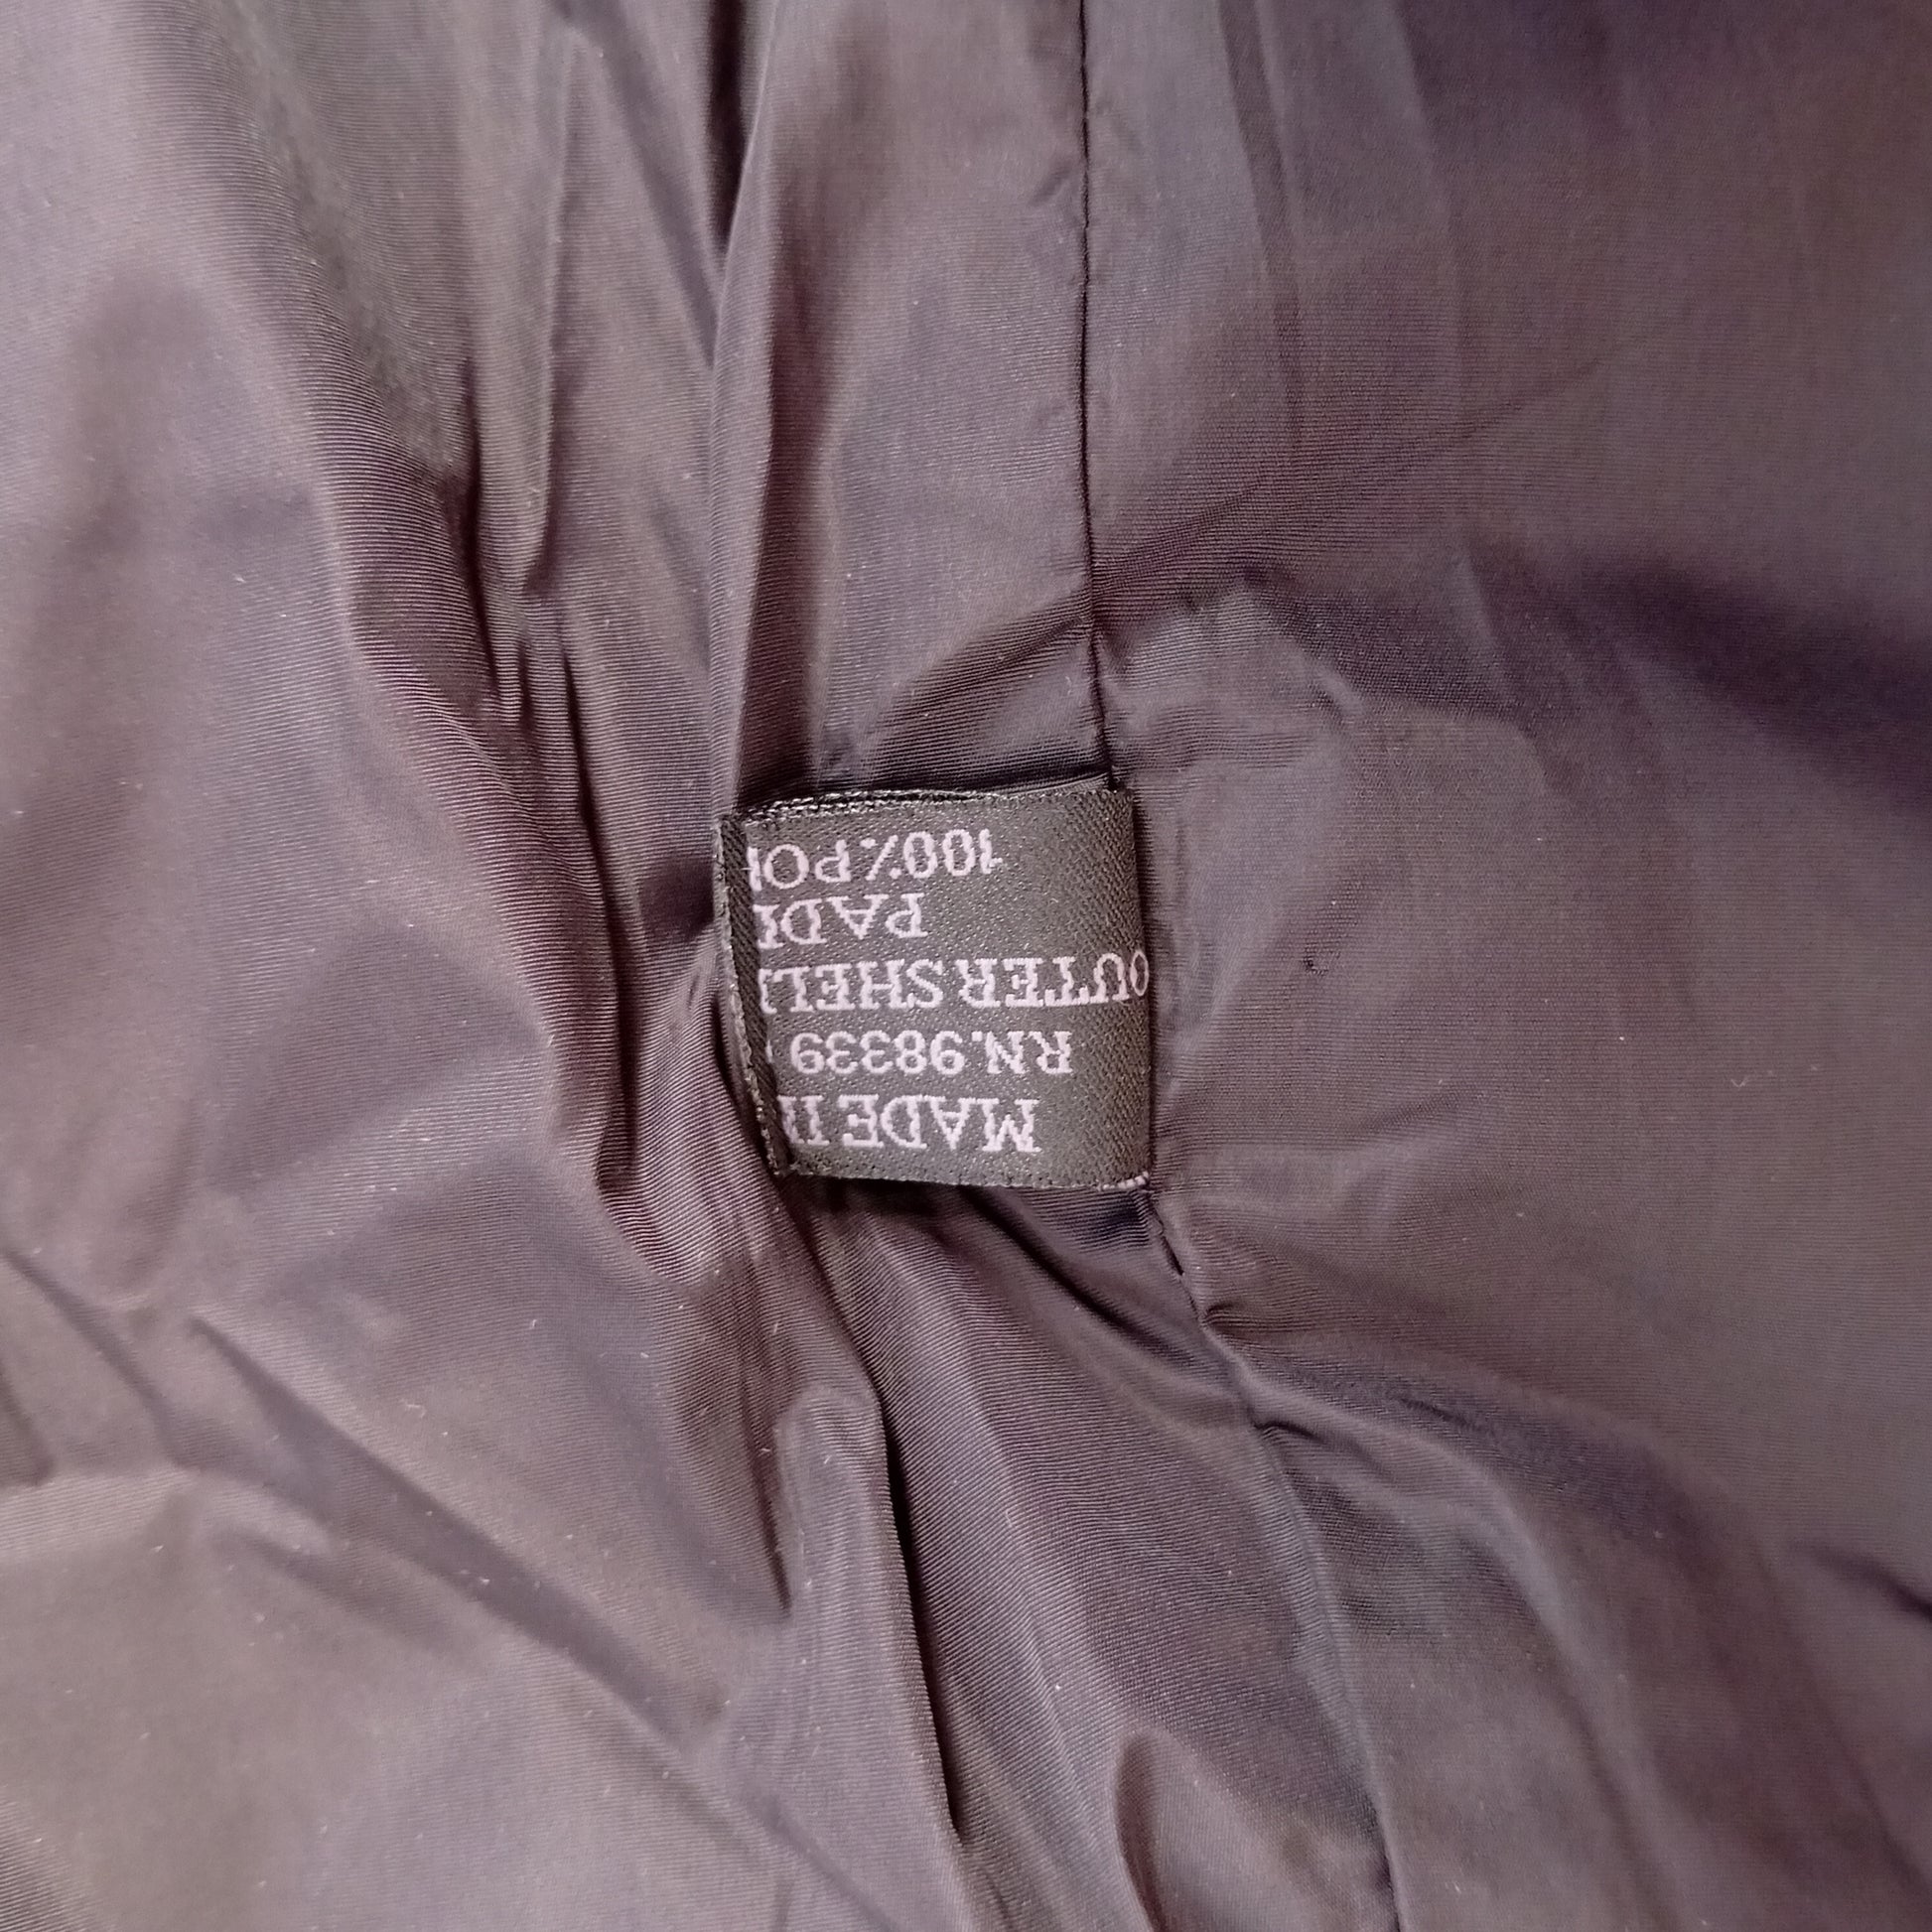 MADE I
RN.98339
OUTER SHELL
PAD
100% PO